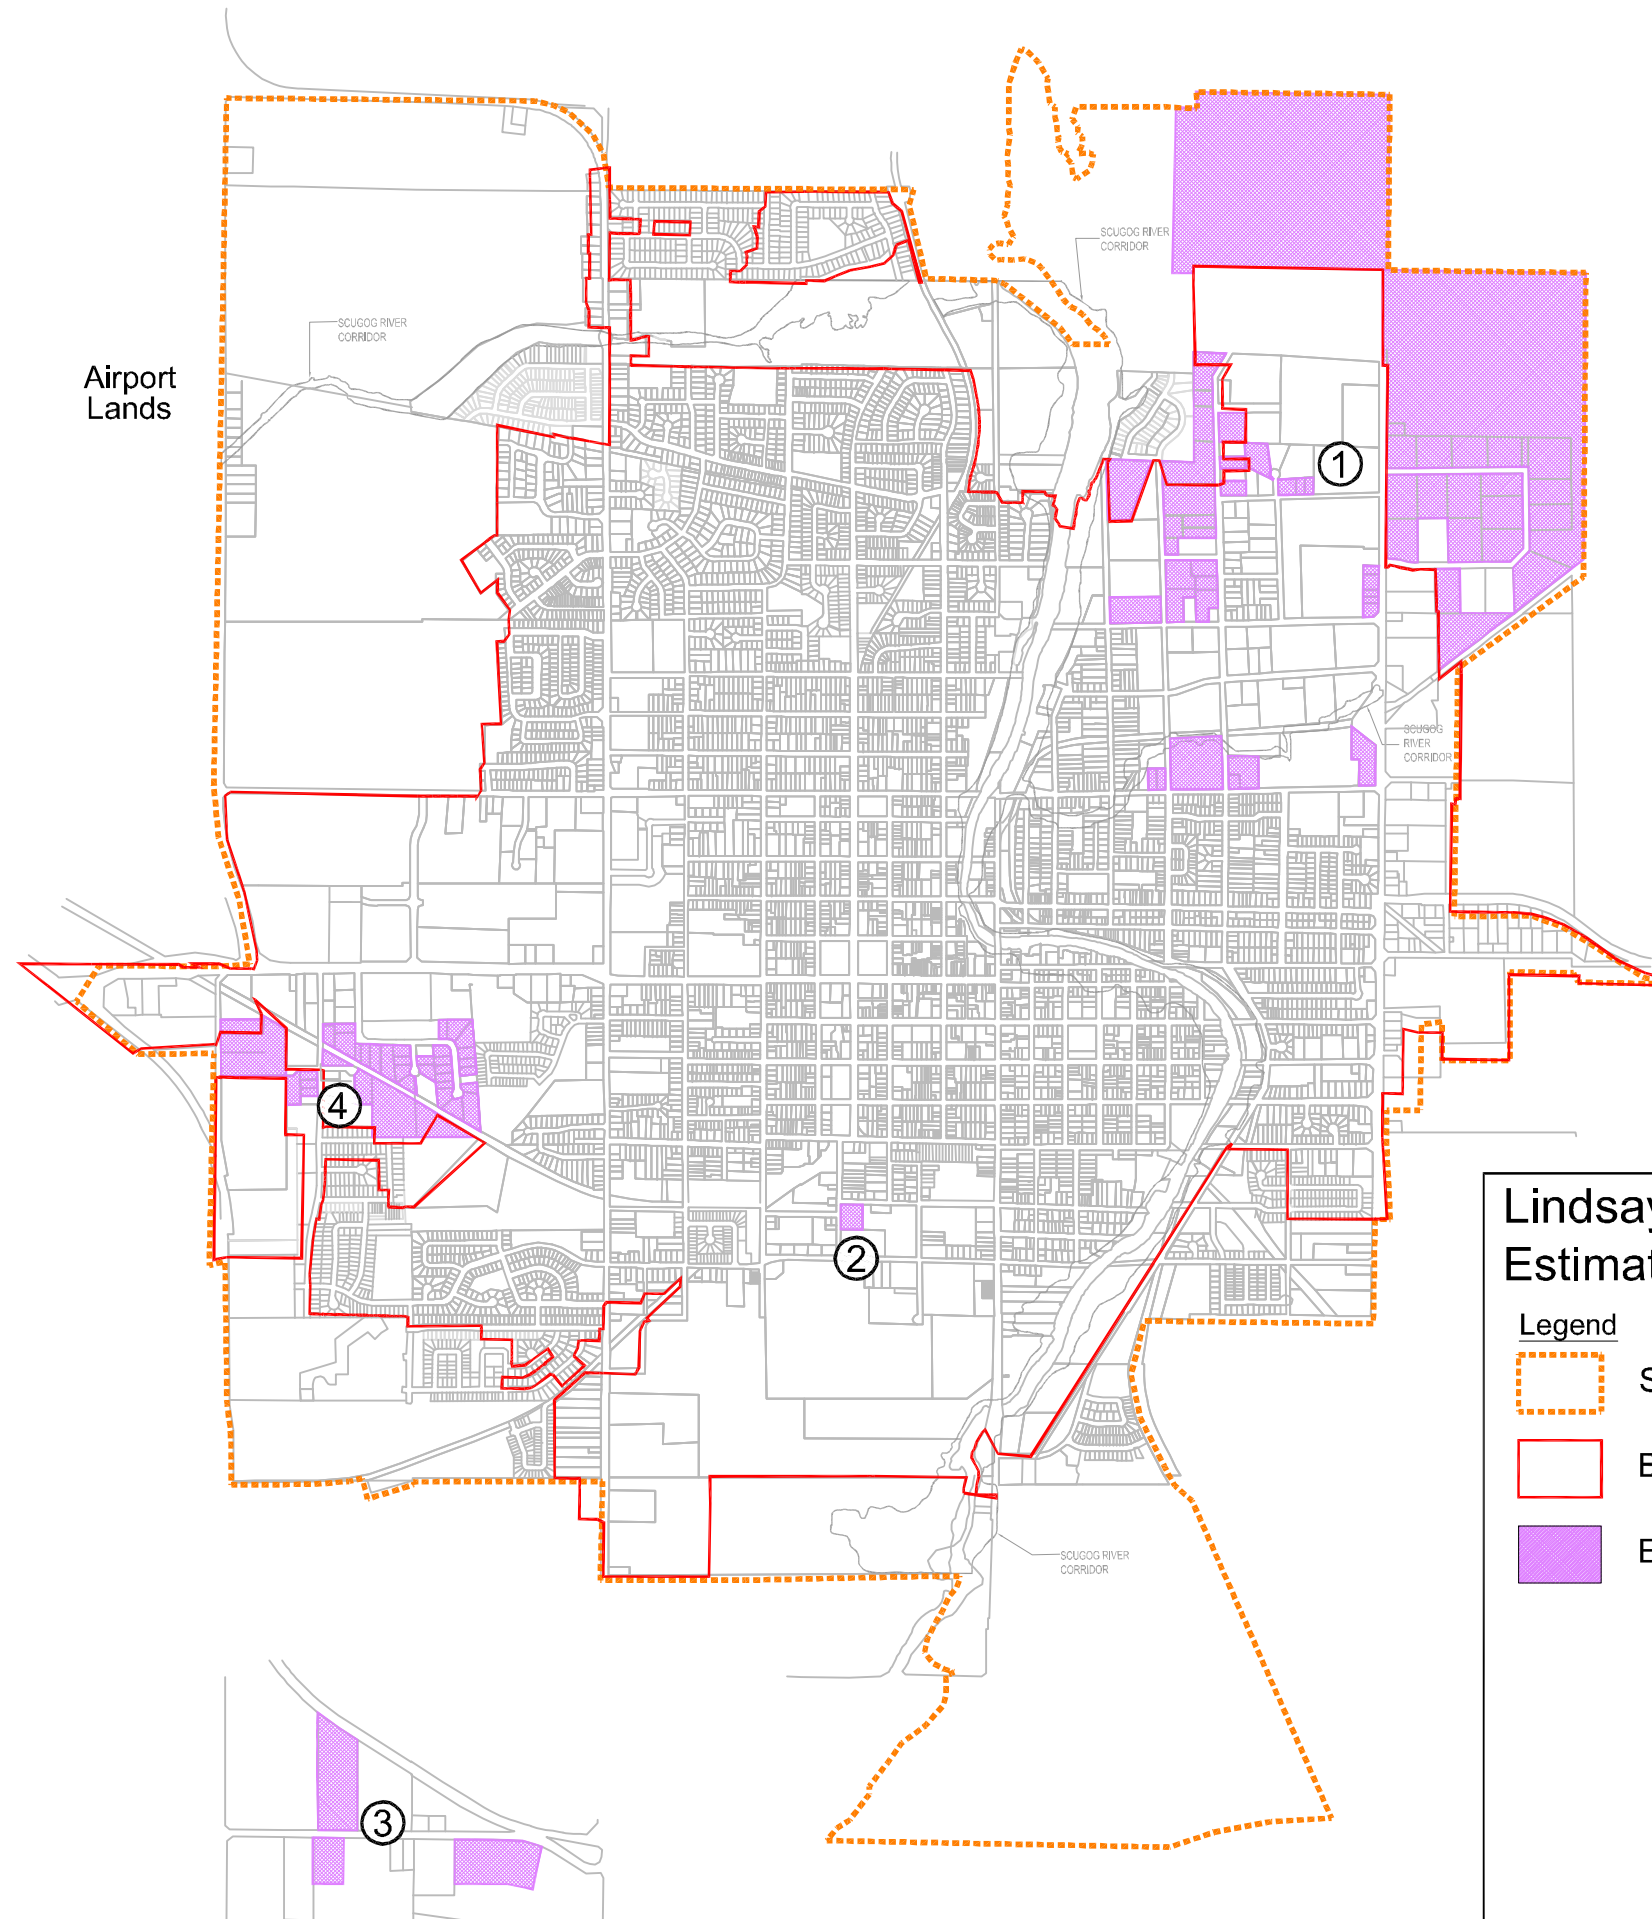 SCUGOG RIVER
CORRIDOR
SCUGOG RIVER
CORRIDOR
Airport
Lands
1
SCUGOG
RIVER
CORRIDOR
4
2
Lindsay
Estimat
Legend
S
B
E
SCUGOG RIVER
CORRIDOR
3